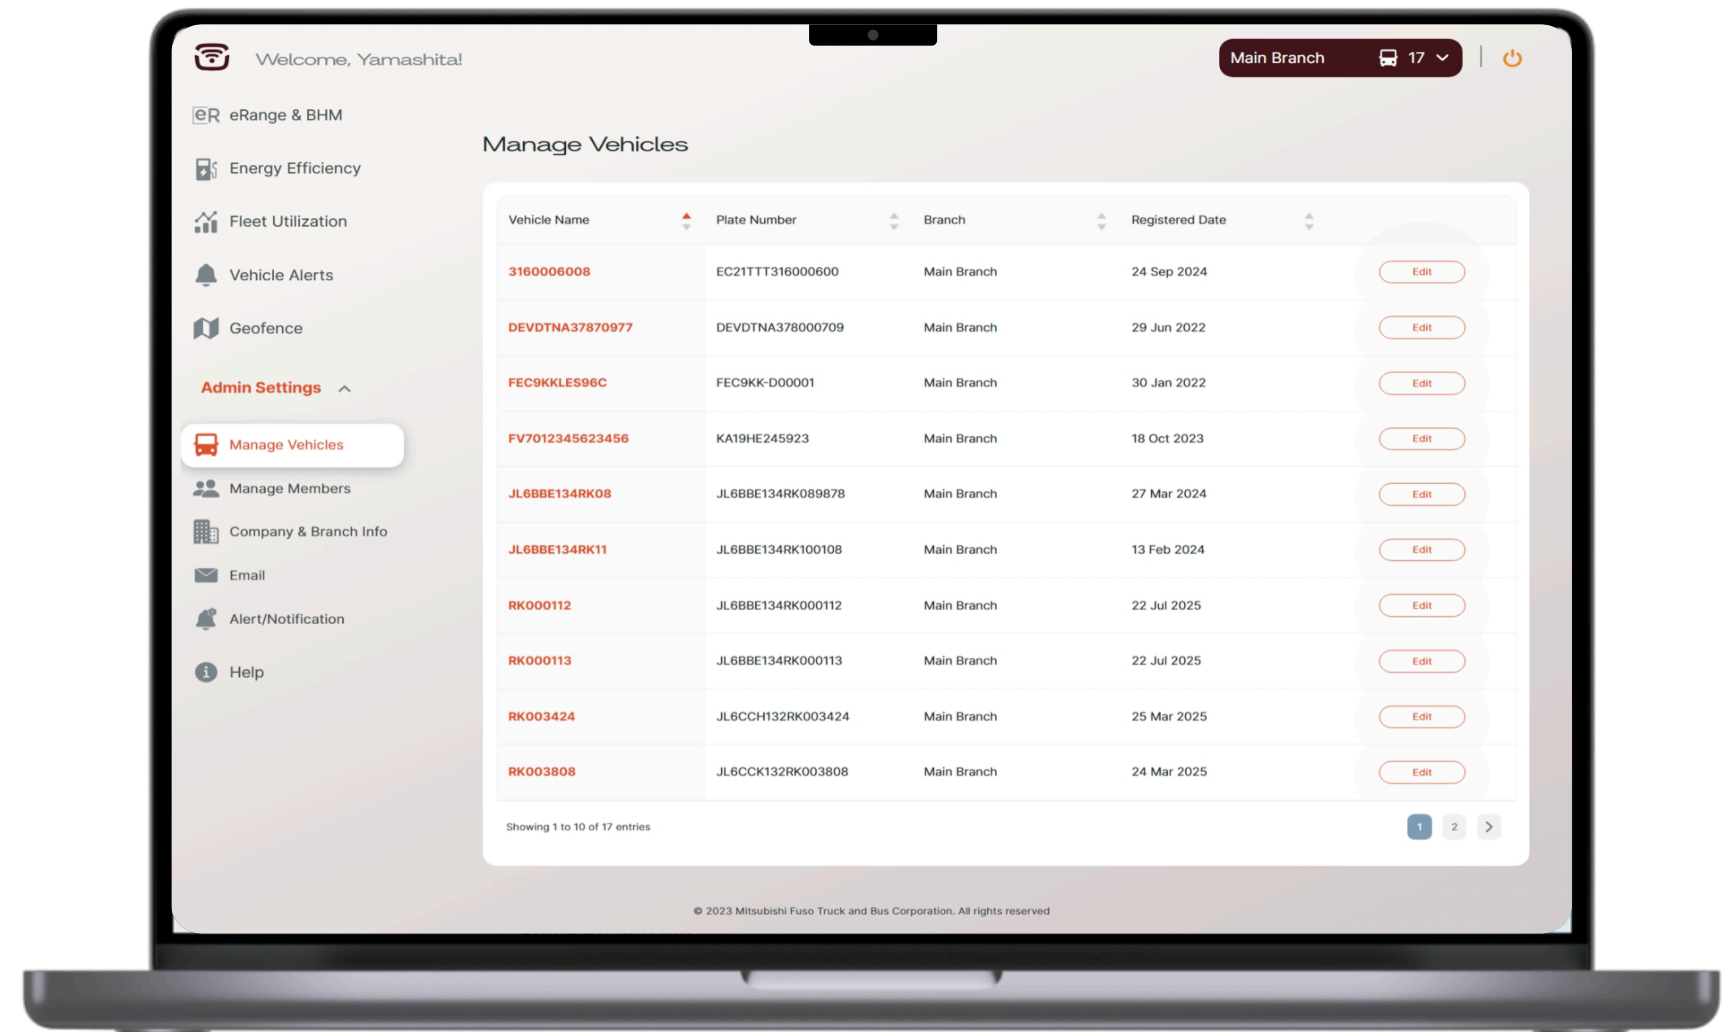 Welcome, Yamashita!
Main Branch 17
eR eRange & BHM
Energy Efficiency
Fleet Utilization
Vehicle Alerts
Geofence
Admin Settings
Manage Vehicles
Manage Members
Company & Branch Info
Email
Alert/Notification
Help
Manage Vehicles
Vehicle Name Plate Number Branch Registered Date
3160006008 EC21TTT316000600 Main Branch 24 Sep 2024 Edit
DEVDTNA37870977 DEVDTNA378000709 Main Branch 29 Jun 2022 Edit
FEC9KKLES96C FEC9KK-D00001 Main Branch 30 Jan 2022 Edit
FV7012345623456 KA19HE245923 Main Branch 18 Oct 2023 Edit
JL6BBE134RK08 JL6BBE134RK089878 Main Branch 27 Mar 2024 Edit
JL6BBE134RK11 JL6BBE134RK100108 Main Branch 13 Feb 2024 Edit
RK000112 JL6BBE134RK000112 Main Branch 22 Jul 2025 Edit
RK000113 JL6BBE134RK000113 Main Branch 22 Jul 2025 Edit
RK003424 JL6CCH132RK003424 Main Branch 25 Mar 2025 Edit
RK003808 JL6CCK132RK003808 Main Branch 24 Mar 2025 Edit
Showing 1 to 10 of 17 entries 1 2
© 2023 Mitsubishi Fuso Truck and Bus Corporation. All rights reserved